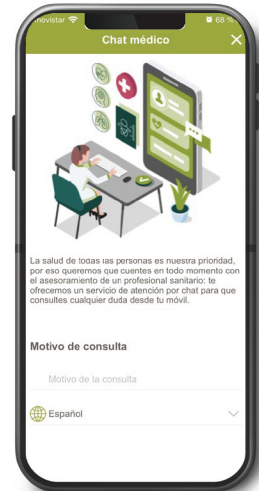 movistar 68 %
Chat médico
La salud de todas las personas es nuestra prioridad,
por eso queremos que cuentes en todo momento con
el asesoramiento de un profesional sanitario: te
ofrecemos un servicio de atención por chat para que
consultes cualquier duda desde tu móvil.
Motivo de consulta
Motivo de la consulta
Español